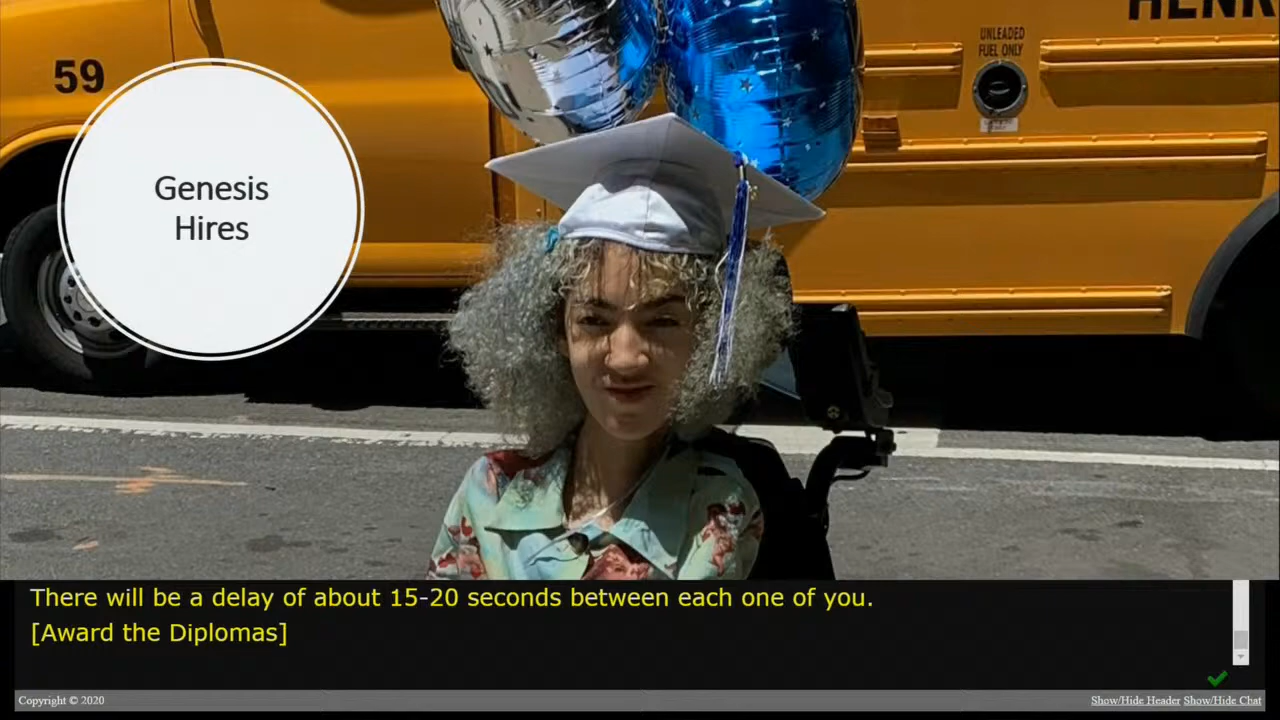 59
HENR
UNLEADED
FUEL ONLY
Genesis
Hires
There will be a delay of about 15-20 seconds between each one of you.
[Award the Diplomas]
Copyright © 2020
Show/Hide Header Show/Hide Chat